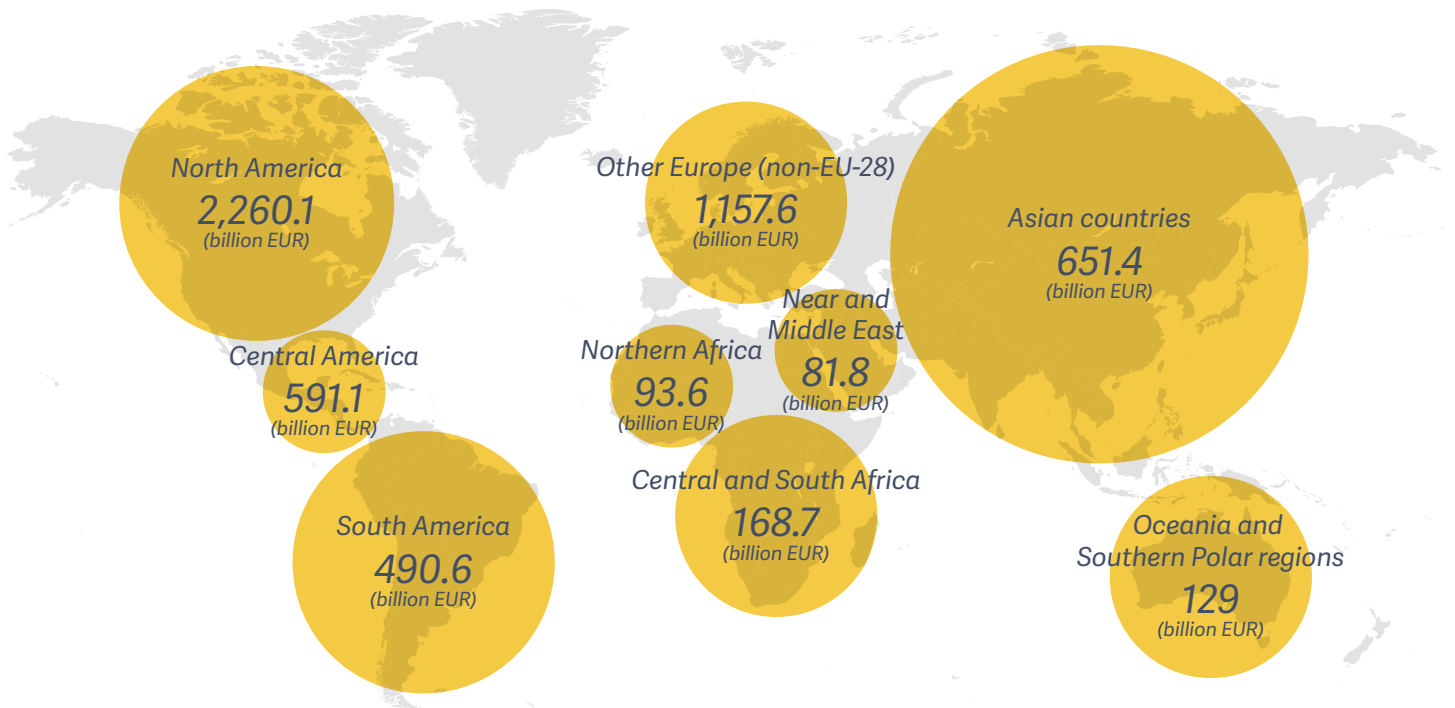 North America
2,260.1
(billion EUR)
Other Europe (non-EU-28)
1,157.6
(billion EUR)
Asian countries
651.4
(billion EUR)
Near and
Middle East
81.8
(billion EUR)
Northern Africa
93.6
(billion EUR)
Central America
591.1
(billion EUR)
Central and South Africa
168.7
(billion EUR)
South America
490.6
(billion EUR)
Oceania and
Southern Polar regions
129
(billion EUR)